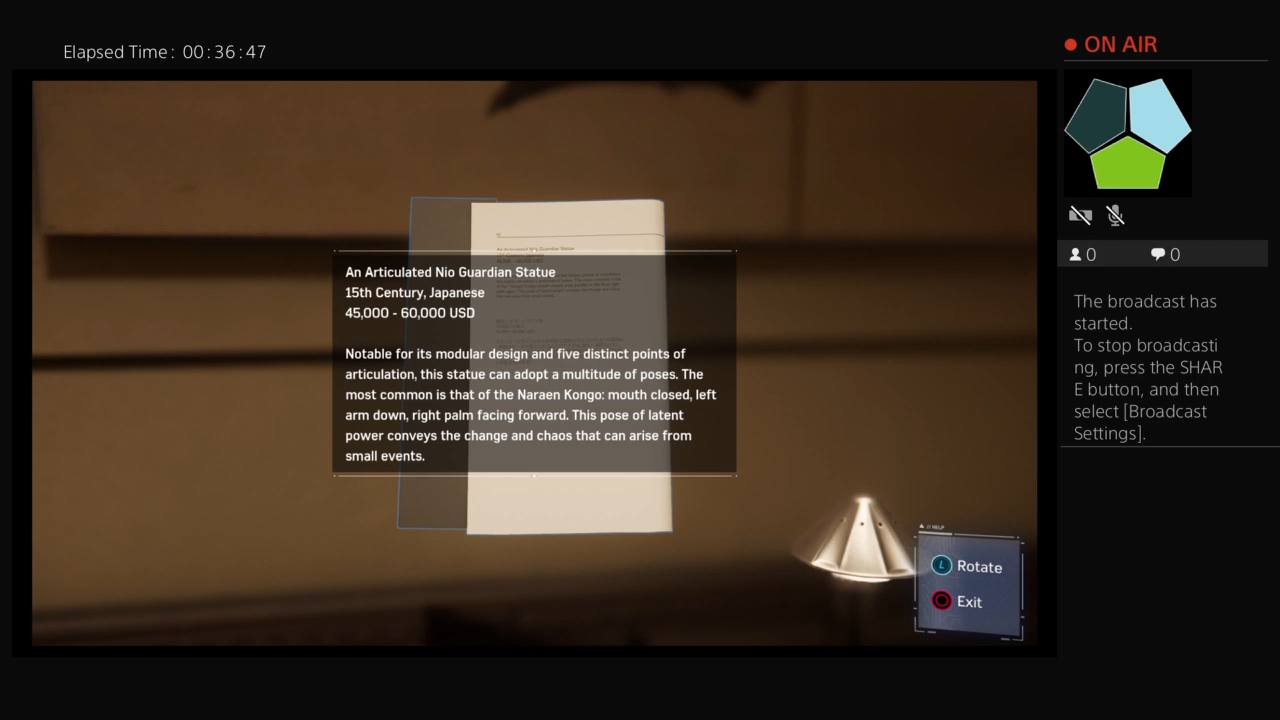 Elapsed Time: 00:36:47
ON AIR
0
0
The broadcast has
started.
To stop broadcasti
ng, press the SHAR
E button, and then
select [Broadcast
Settings].
An Articulated Nio Guardian Statue
15th Century, Japanese
45,000 - 60,000 USD
Notable for its modular design and five distinct points of
articulation, this statue can adopt a multitude of poses. The
most common is that of the Naraen Kongo: mouth closed, left
arm down, right palm facing forward. This pose of latent
power conveys the change and chaos that can arise from
small events.
// HELP
L Rotate
Exit